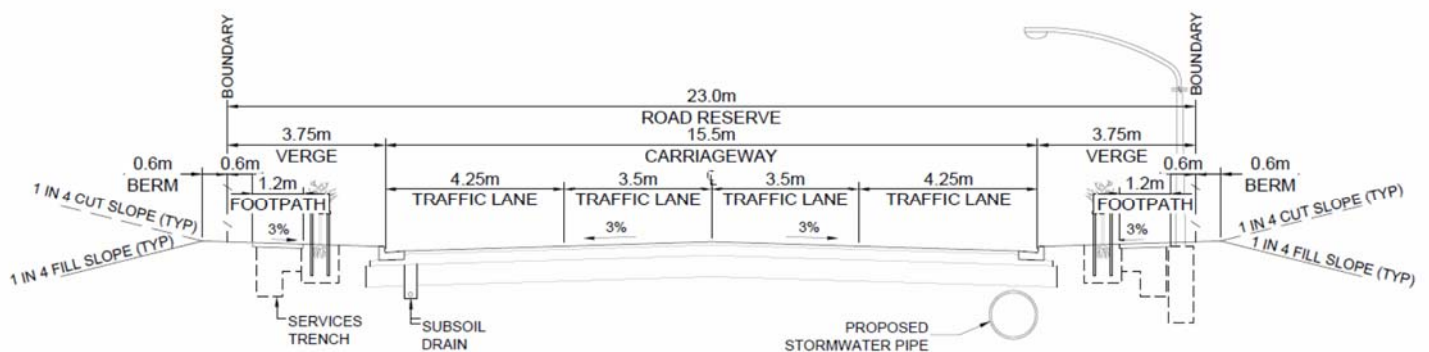 BOUNDARY
BOUNDARY
23.0m
ROAD RESERVE
3.75m
VERGE
15.5m
CARRIAGEWAY
3.75m
VERGE
0.6m
BERM
0.6m
1.2m
FOOTPATH
4.25m
TRAFFIC LANE
3.5m
TRAFFIC LANE
℄
3.5m
TRAFFIC LANE
4.25m
TRAFFIC LANE
1.2m
FOOTPATH
0.6m
0.6m
BERM
1 IN 4 CUT SLOPE (TYP)
1 IN 4 FILL SLOPE (TYP)
3%
3%
3%
3%
1 IN 4 CUT SLOPE (TYP)
1 IN 4 FILL SLOPE (TYP)
SERVICES
TRENCH
SUBSOIL
DRAIN
PROPOSED
STORMWATER PIPE